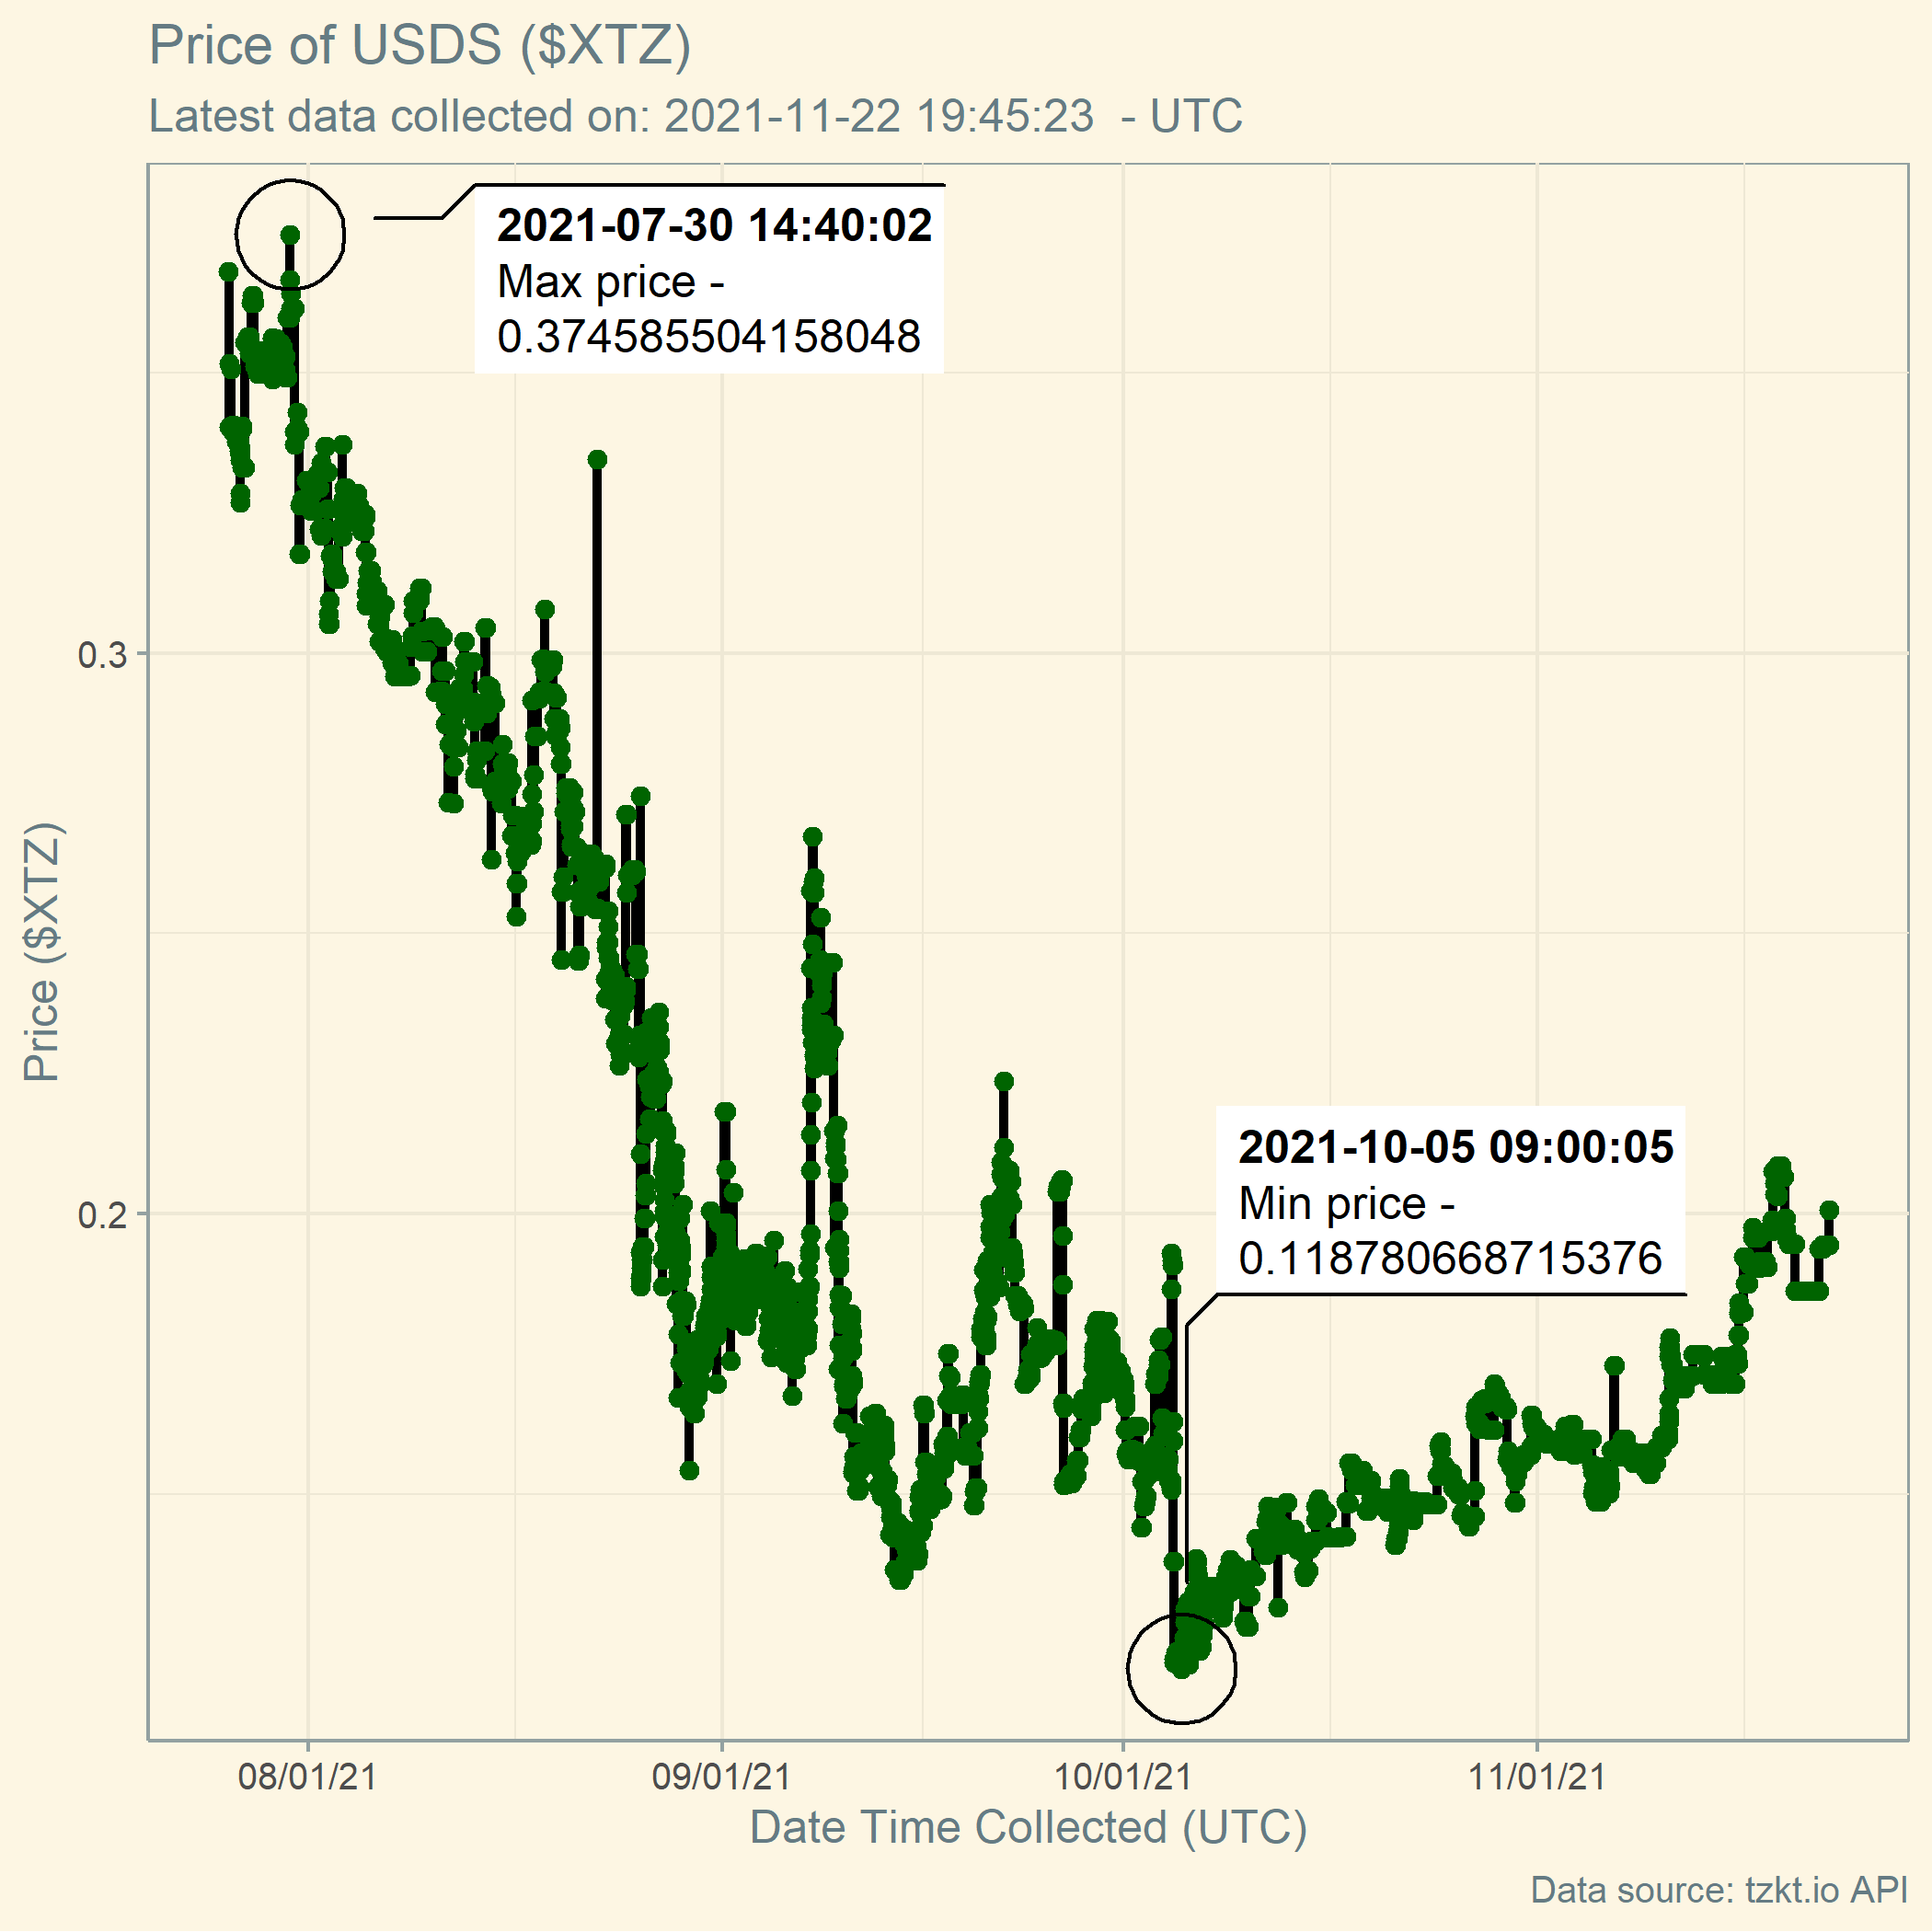 Price of USDS ($XTZ)
Latest data collected on: 2021-11-22 19:45:23  - UTC
2021-07-30 14:40:02
Max price -
0.374585504158048
0.3
Price ($XTZ)
2021-10-05 09:00:05
Min price -
0.118780668715376
0.2
08/01/21
09/01/21
10/01/21
11/01/21
Date Time Collected (UTC)
Data source: tzkt.io API